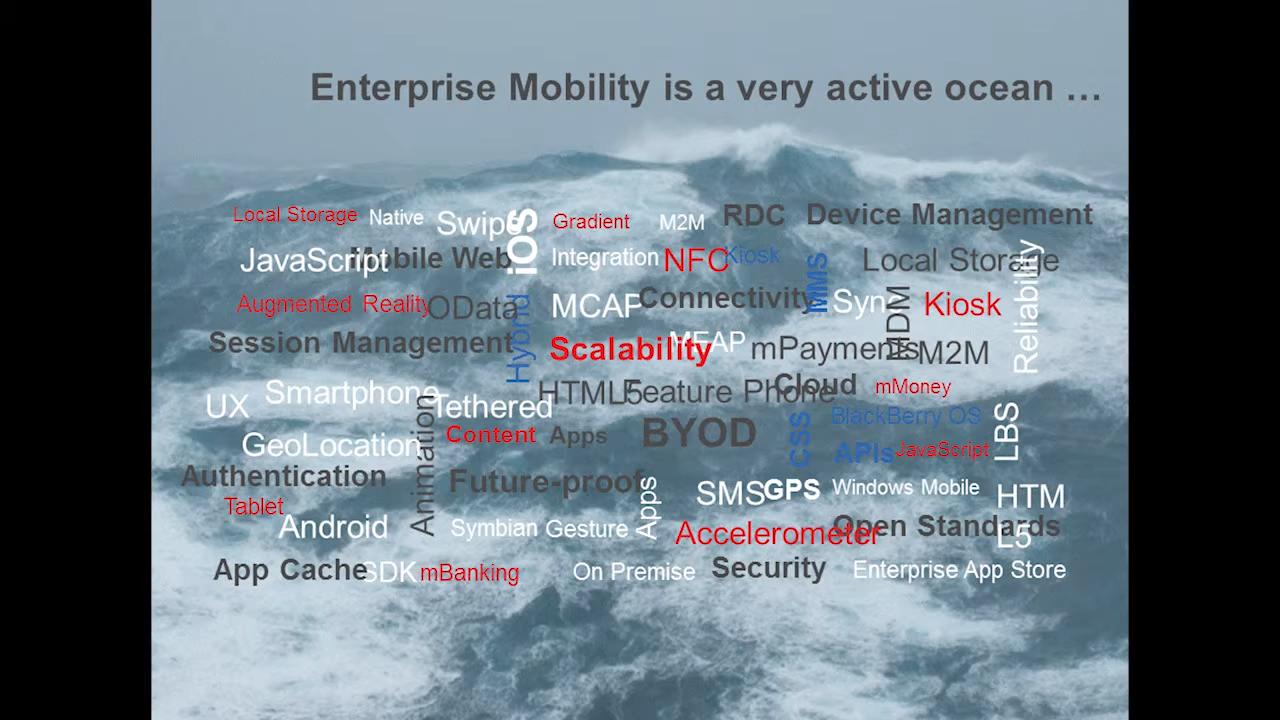 Enterprise Mobility is a very active ocean …
Local Storage Native Swipe iOS Gradient M2M RDC Device Management
JavaScript Mobile Web Integration NFC Kiosk MMS Local Storage Reliability
Augmented Reality OData Hybrid MCAP Connectivity Sync MDM Kiosk
Session Management Scalability MEAP mPayments M2M
Smartphone HTML5 Feature Phone Cloud mMoney
UX Tethered BlackBerry OS LBS
GeoLocation Animation Content Apps BYOD CSS APIs JavaScript
Authentication Future-proof Apps SMS GPS Windows Mobile HTM
Tablet
Android Symbian Gesture Accelerometer Open Standards L5
App Cache SDK mBanking On Premise Security Enterprise App Store